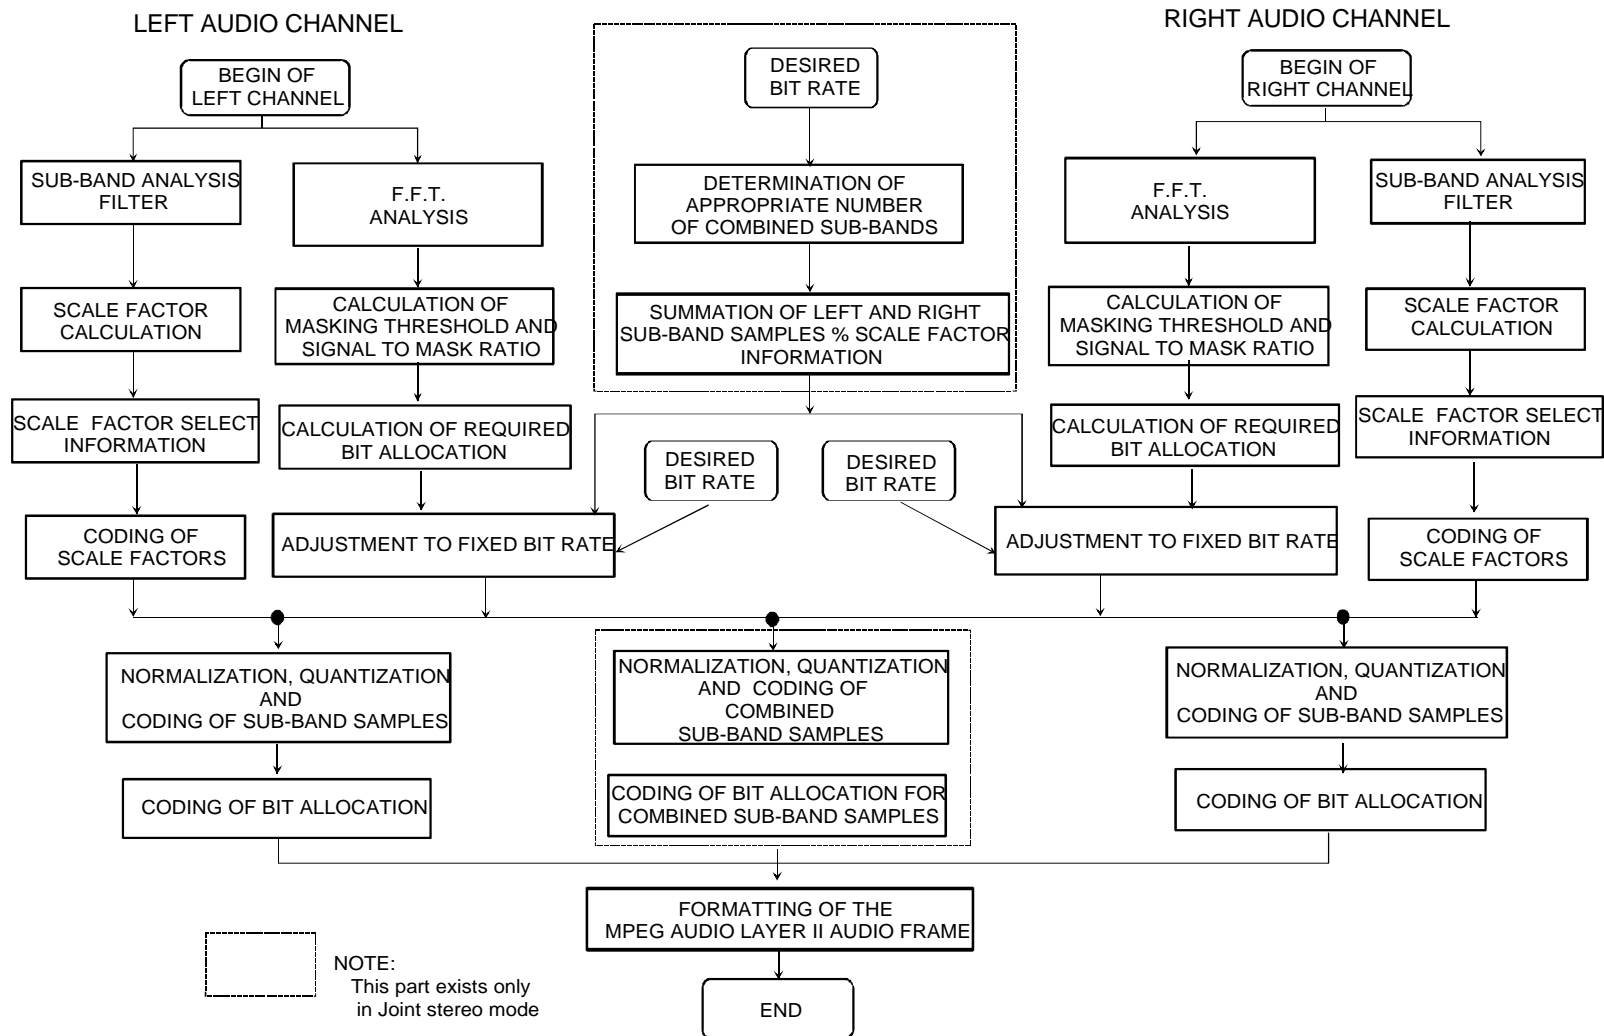 LEFT AUDIO CHANNEL
RIGHT AUDIO CHANNEL
BEGIN OF
LEFT CHANNEL
DESIRED
BIT RATE
BEGIN OF
RIGHT CHANNEL
SUB-BAND ANALYSIS
FILTER
F.F.T.
ANALYSIS
DETERMINATION OF
APPROPRIATE NUMBER
OF COMBINED SUB-BANDS
F.F.T.
ANALYSIS
SUB-BAND ANALYSIS
FILTER
SCALE FACTOR
CALCULATION
CALCULATION OF
MASKING THRESHOLD AND
SIGNAL TO MASK RATIO
SUMMATION OF LEFT AND RIGHT
SUB-BAND SAMPLES % SCALE FACTOR
INFORMATION
CALCULATION OF
MASKING THRESHOLD AND
SIGNAL TO MASK RATIO
SCALE FACTOR
CALCULATION
SCALE FACTOR SELECT
INFORMATION
CALCULATION OF REQUIRED
BIT ALLOCATION
DESIRED
BIT RATE
DESIRED
BIT RATE
CALCULATION OF REQUIRED
BIT ALLOCATION
SCALE FACTOR SELECT
INFORMATION
CODING OF
SCALE FACTORS
ADJUSTMENT TO FIXED BIT RATE
ADJUSTMENT TO FIXED BIT RATE
CODING OF
SCALE FACTORS
NORMALIZATION, QUANTIZATION
AND
CODING OF SUB-BAND SAMPLES
NORMALIZATION, QUANTIZATION
AND CODING OF
COMBINED
SUB-BAND SAMPLES
NORMALIZATION, QUANTIZATION
AND
CODING OF SUB-BAND SAMPLES
CODING OF BIT ALLOCATION
CODING OF BIT ALLOCATION FOR
COMBINED SUB-BAND SAMPLES
CODING OF BIT ALLOCATION
FORMATTING OF THE
MPEG AUDIO LAYER II AUDIO FRAME
NOTE:
This part exists only
in Joint stereo mode
END